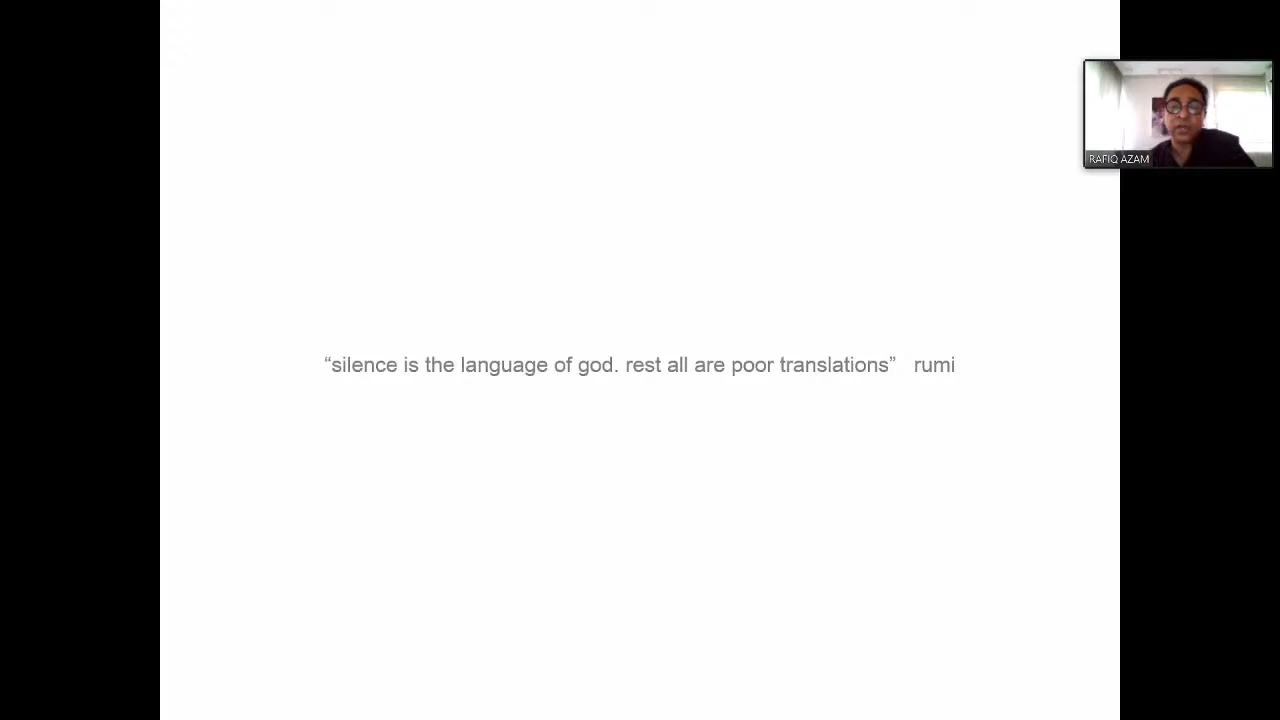 “silence is the language of god. rest all are poor translations” rumi
RAFIQ AZAM